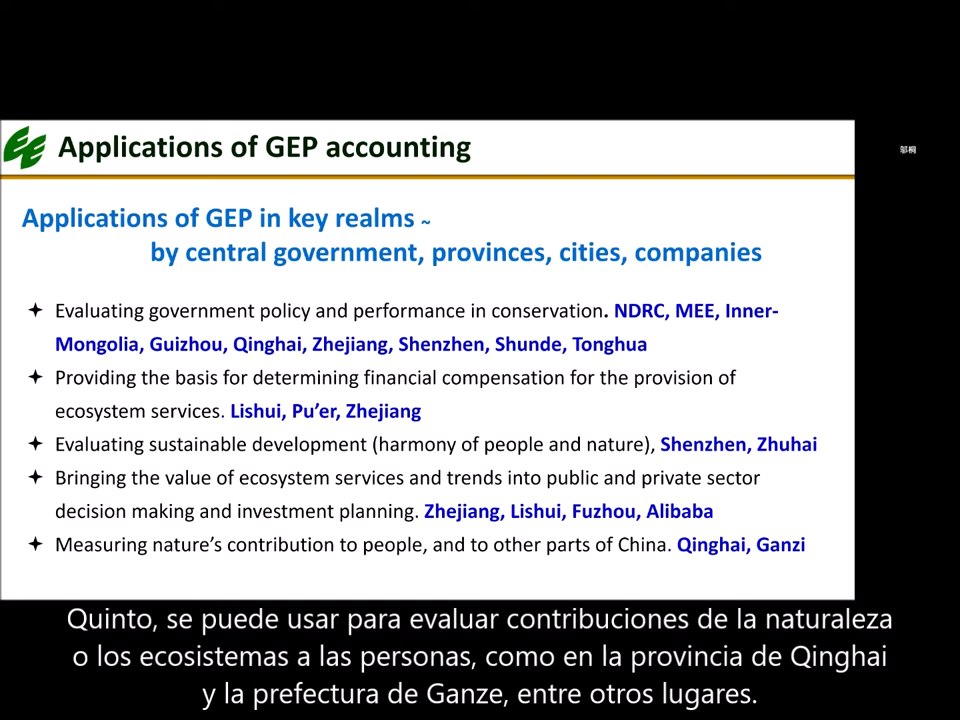 Applications of GEP accounting
邬桐
Applications of GEP in key realms ~
by central government, provinces, cities, companies
Evaluating government policy and performance in conservation. NDRC, MEE, Inner-
Mongolia, Guizhou, Qinghai, Zhejiang, Shenzhen, Shunde, Tonghua
Providing the basis for determining financial compensation for the provision of
ecosystem services. Lishui, Pu’er, Zhejiang
Evaluating sustainable development (harmony of people and nature), Shenzhen, Zhuhai
Bringing the value of ecosystem services and trends into public and private sector
decision making and investment planning. Zhejiang, Lishui, Fuzhou, Alibaba
Measuring nature’s contribution to people, and to other parts of China. Qinghai, Ganzi
Quinto, se puede usar para evaluar contribuciones de la naturaleza
o los ecosistemas a las personas, como en la provincia de Qinghai
y la prefectura de Ganze, entre otros lugares.